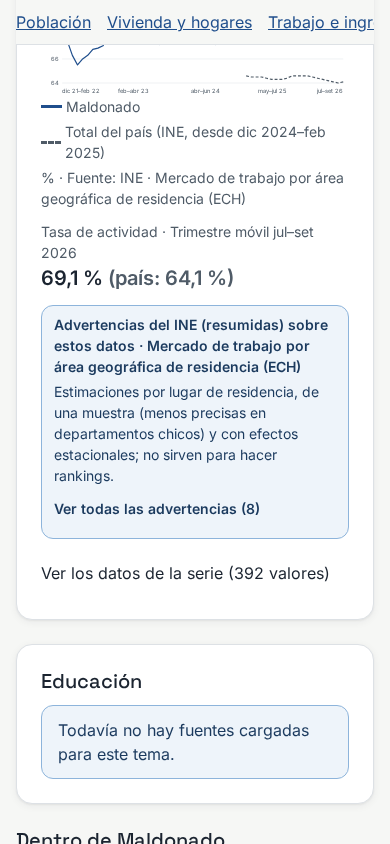 Población Vivienda y hogares Trabajo e ingr
66
64
dic 21–feb 22 feb–abr 23 abr–jun 24 may–jul 25 jul–set 26
Maldonado
Total del país (INE, desde dic 2024–feb
2025)
% · Fuente: INE · Mercado de trabajo por área
geográfica de residencia (ECH)
Tasa de actividad · Trimestre móvil jul–set
2026
69,1 % (país: 64,1 %)
Advertencias del INE (resumidas) sobre
estos datos · Mercado de trabajo por
área geográfica de residencia (ECH)
Estimaciones por lugar de residencia, de
una muestra (menos precisas en
departamentos chicos) y con efectos
estacionales; no sirven para hacer
rankings.
Ver todas las advertencias (8)
Ver los datos de la serie (392 valores)
Educación
Todavía no hay fuentes cargadas
para este tema.
Dentro de Maldonado